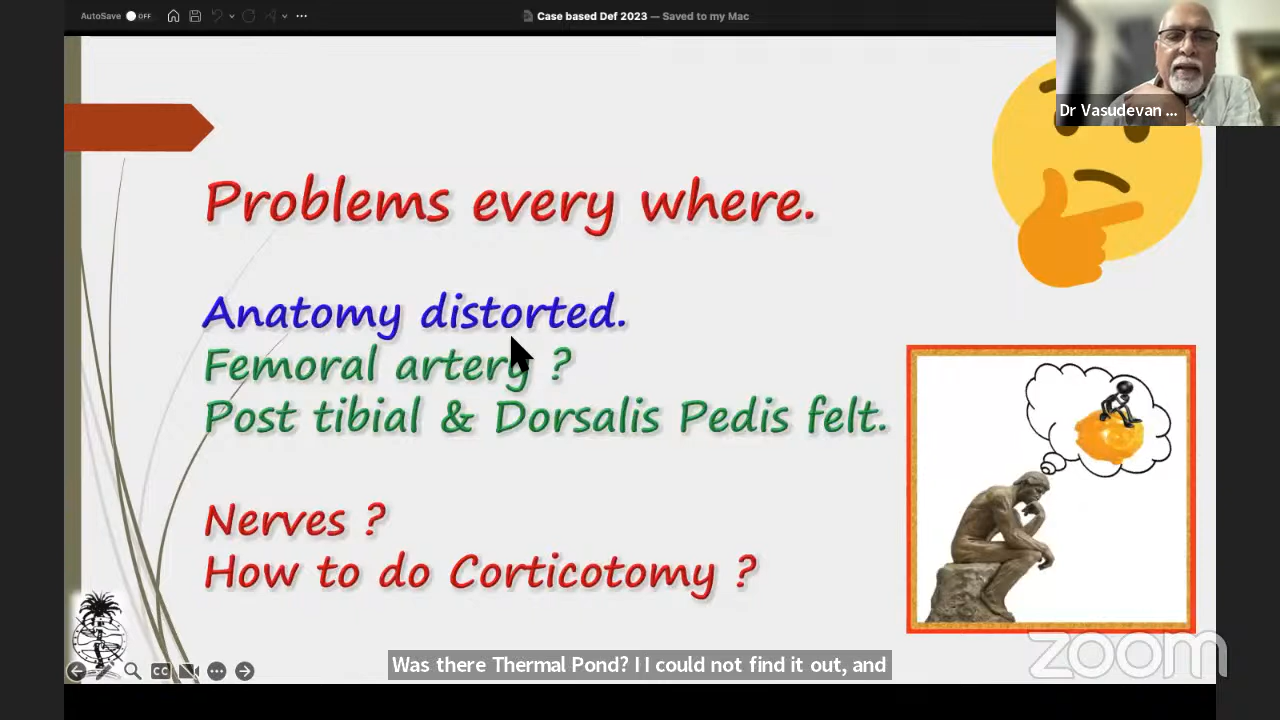 AutoSave OFF
Case based Def 2023 — Saved to my Mac
Dr Vasudevan ...
Problems every where.
Anatomy distorted.
Femoral artery ?
Post tibial & Dorsalis Pedis felt.
Nerves ?
How to do Corticotomy ?
CC
Was there Thermal Pond? I I could not find it out, and
zoom